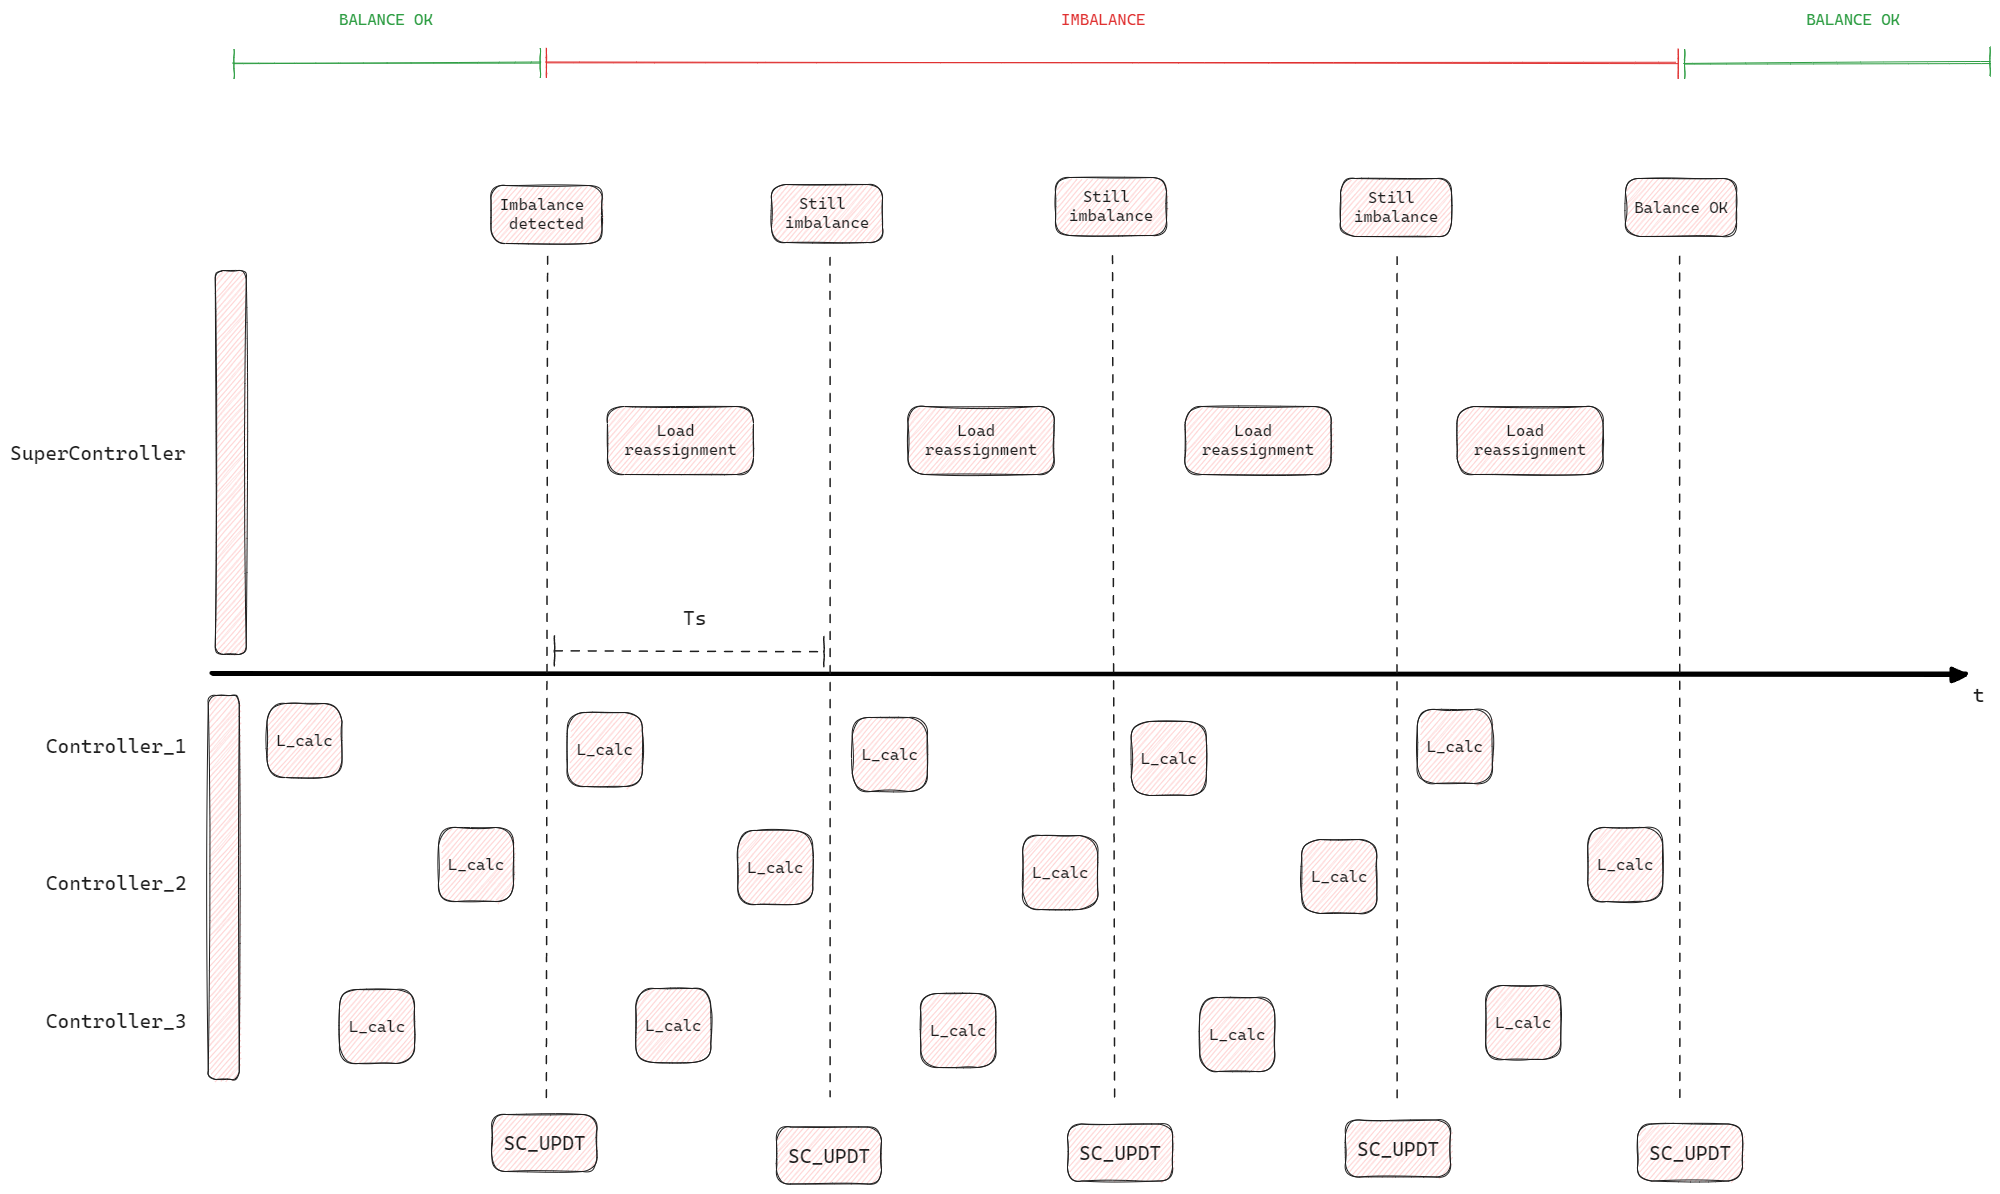 BALANCE OK
IMBALANCE
BALANCE OK
Imbalance
detected
Still
imbalance
Still
imbalance
Still
imbalance
Balance OK
SuperController
Load
reassignment
Load
reassignment
Load
reassignment
Load
reassignment
Ts
t
Controller_1
L_calc
L_calc
L_calc
L_calc
L_calc
Controller_2
L_calc
L_calc
L_calc
L_calc
L_calc
Controller_3
L_calc
L_calc
L_calc
L_calc
L_calc
SC_UPDT
SC_UPDT
SC_UPDT
SC_UPDT
SC_UPDT